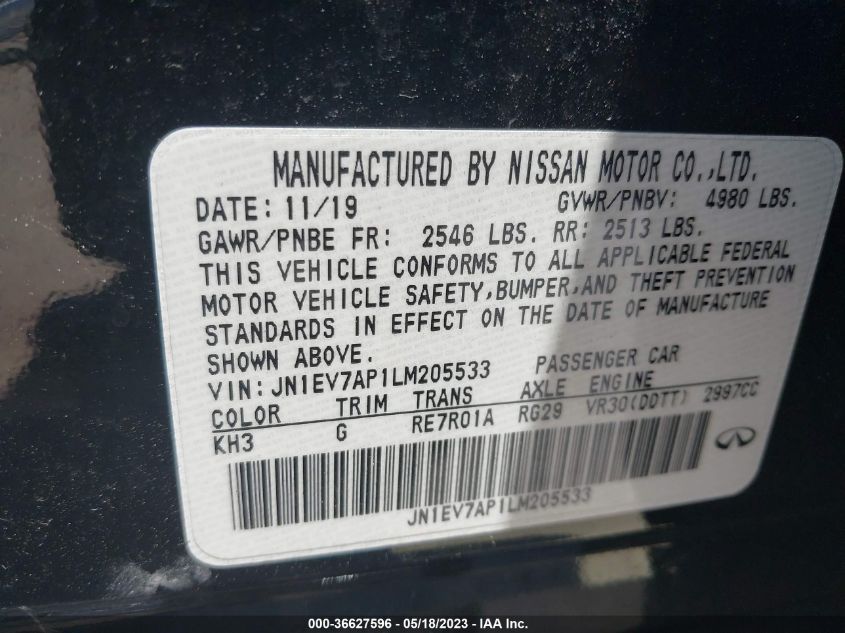 MANUFACTURED BY NISSAN MOTOR CO.,LTD.
DATE: 11/19 GVWR/PNBV: 4980 LBS.
GAWR/PNBE FR: 2546 LBS. RR: 2513 LBS.
THIS VEHICLE CONFORMS TO ALL APPLICABLE FEDERAL
MOTOR VEHICLE SAFETY,BUMPER,AND THEFT PREVENTION
STANDARDS IN EFFECT ON THE DATE OF MANUFACTURE
SHOWN ABOVE.
VIN:JN1EV7AP1LM205533 PASSENGER CAR
COLOR TRIM TRANS AXLE ENGINE
KH3 G RE7R01A RG29 VR30(DDTT) 2997CC
JN1EV7AP1LM205533
000-36627596 - 05/18/2023 - IAA Inc.